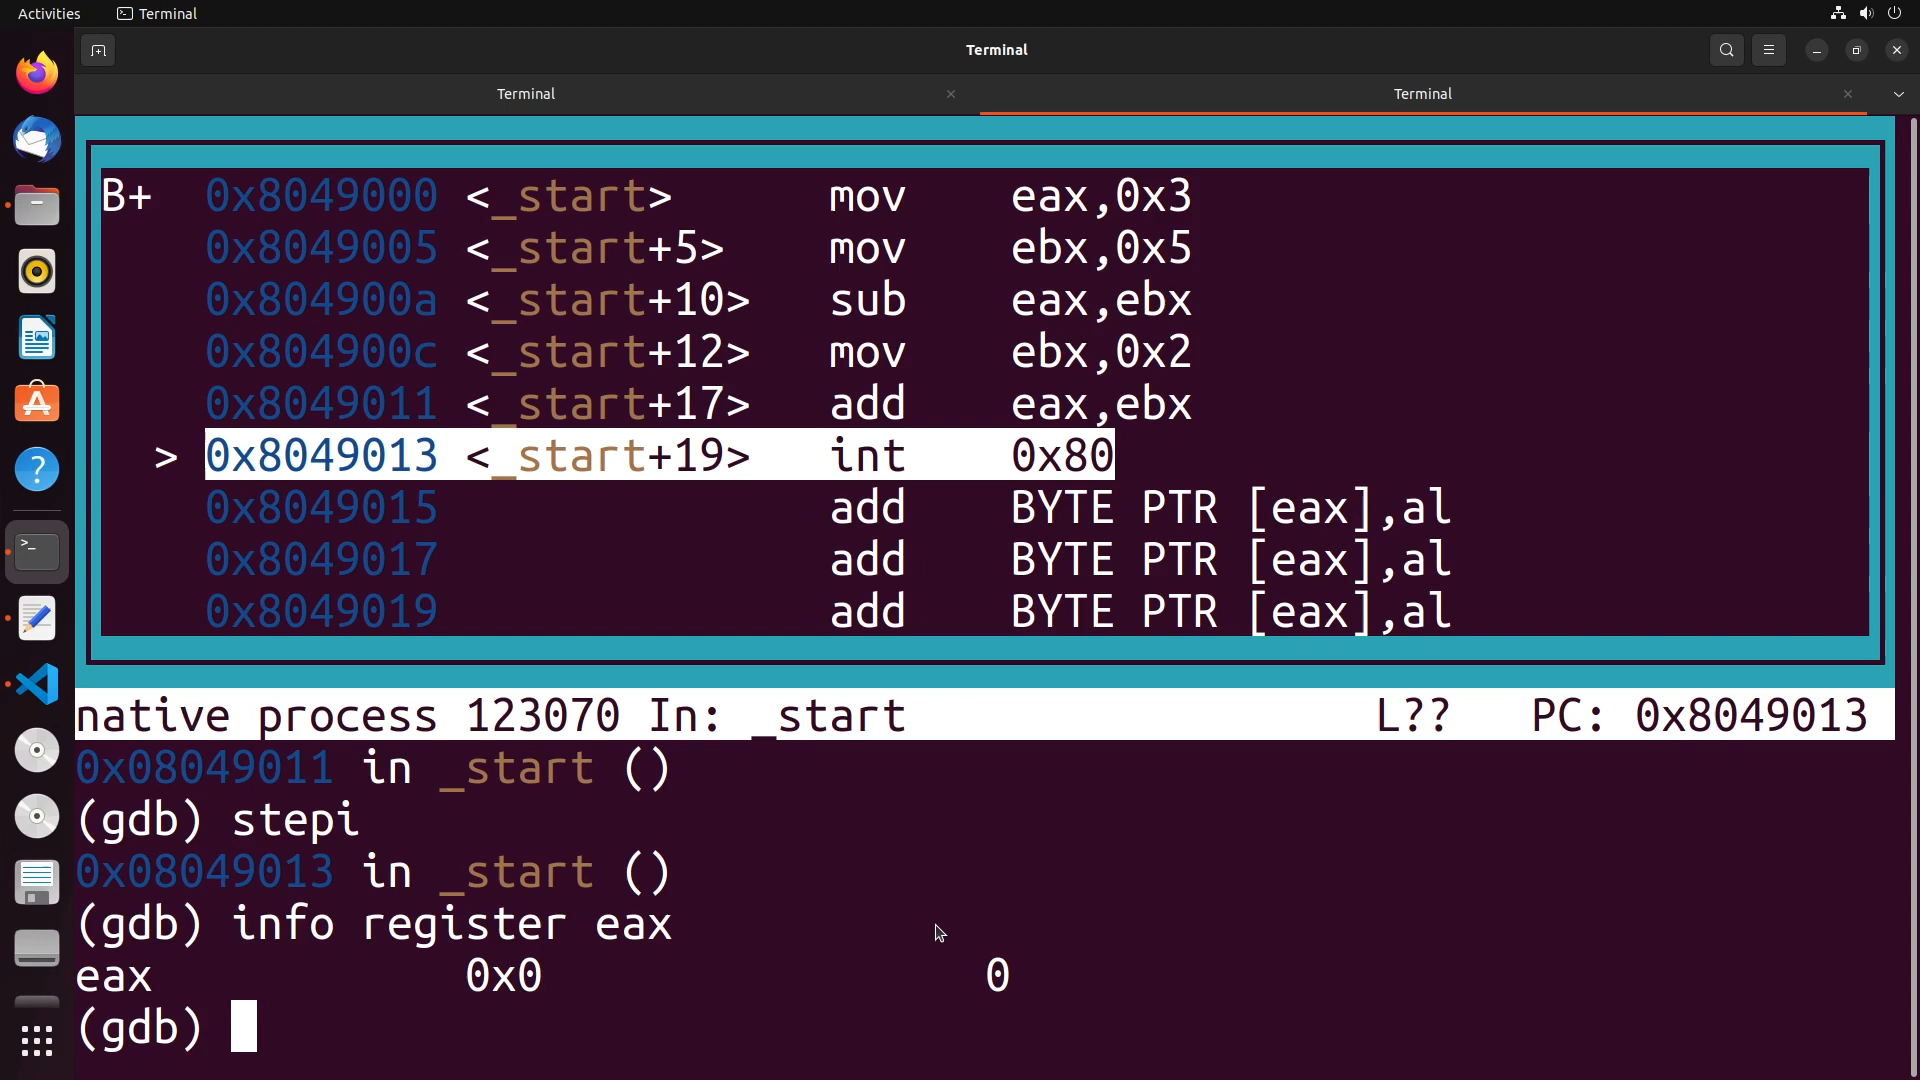 Activities Terminal
Terminal
Terminal Terminal
B+ 0x8049000 <_start> mov eax,0x3
0x8049005 <_start+5> mov ebx,0x5
0x804900a <_start+10> sub eax,ebx
0x804900c <_start+12> mov ebx,0x2
0x8049011 <_start+17> add eax,ebx
> 0x8049013 <_start+19> int 0x80
0x8049015 add BYTE PTR [eax],al
0x8049017 add BYTE PTR [eax],al
0x8049019 add BYTE PTR [eax],al
native process 123070 In: _start L?? PC: 0x8049013
0x08049011 in _start ()
(gdb) stepi
0x08049013 in _start ()
(gdb) info register eax
eax 0x0 0
(gdb)